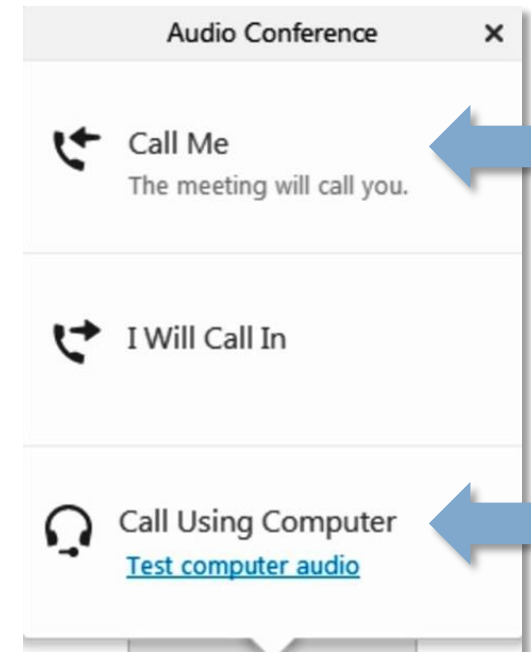 Audio Conference
Call Me
The meeting will call you.
I Will Call In
Call Using Computer
Test computer audio